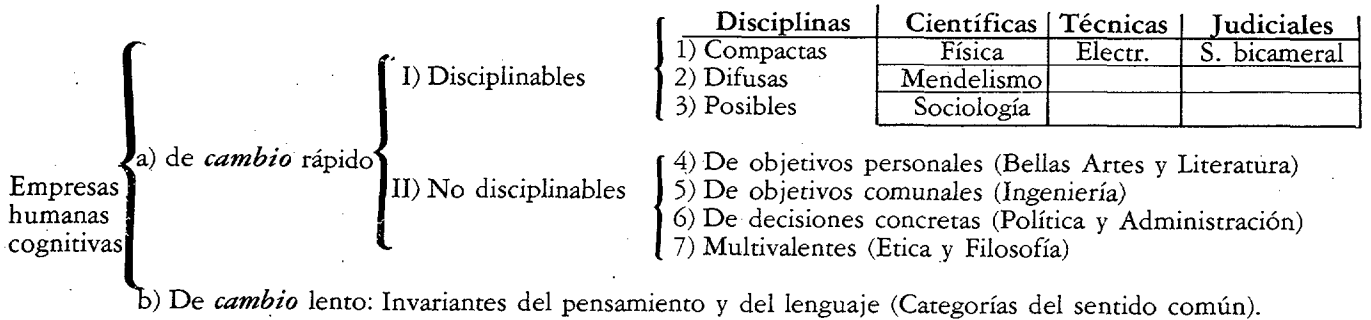 Disciplinas Científicas Técnicas Judiciales
1) Compactas Física Electr. S. bicameral
I) Disciplinables
2) Difusas Mendelismo
3) Posibles Sociología
a) de cambio rápido
4) De objetivos personales (Bellas Artes y Literatura)
Empresas
humanas
cognitivas
II) No disciplinables
5) De objetivos comunales (Ingeniería)
6) De decisiones concretas (Política y Administración)
7) Multivalentes (Etica y Filosofía)
b) De cambio lento: Invariantes del pensamiento y del lenguaje (Categorías del sentido común).